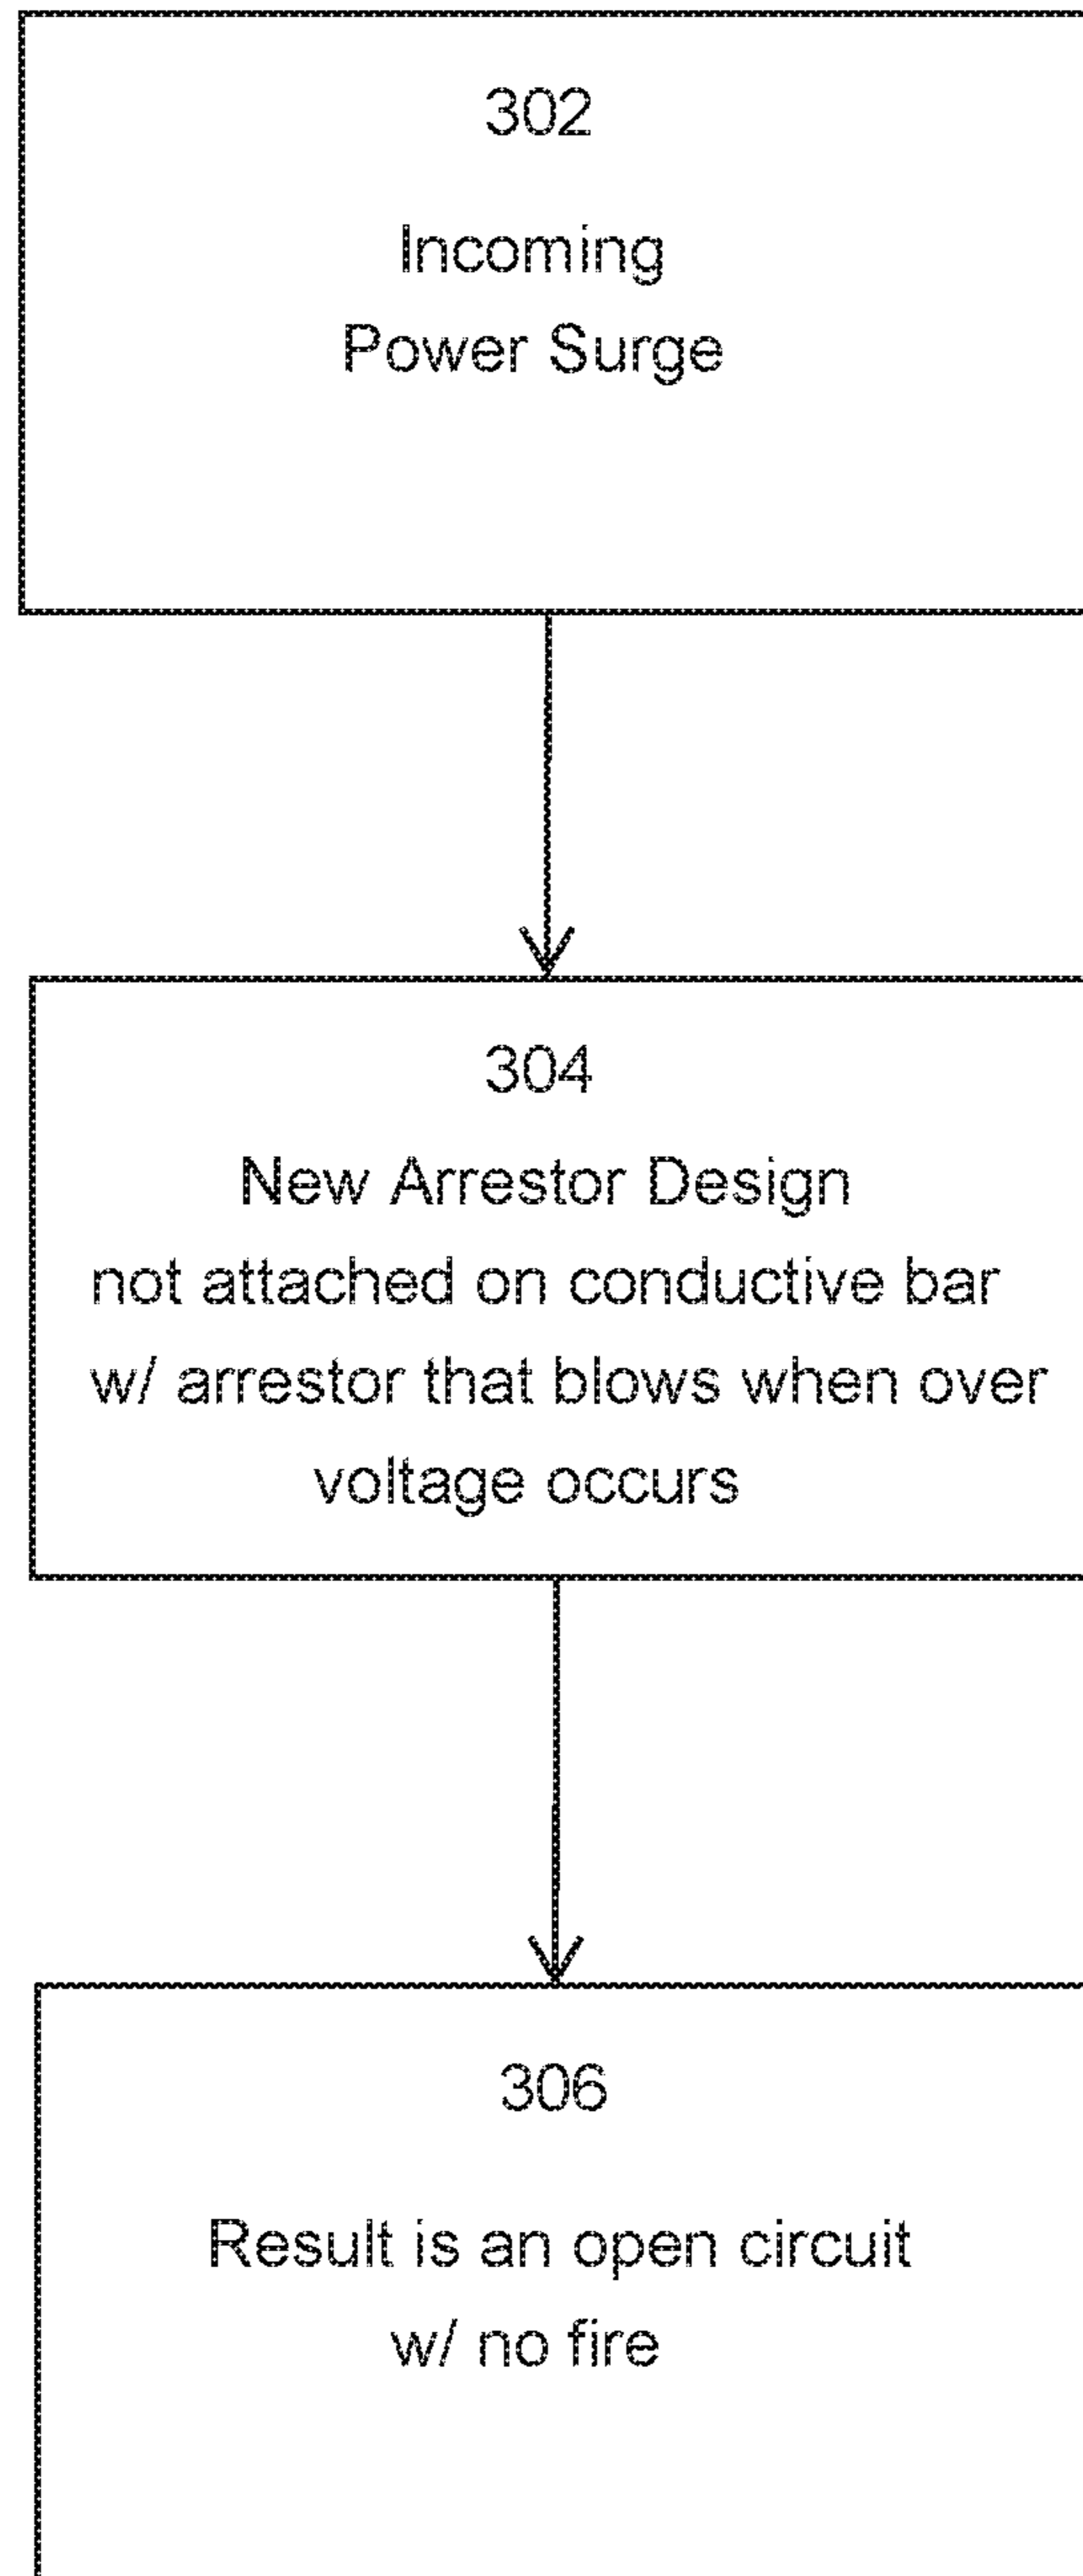 302
Incoming
Power Surge
304
New Arrestor Design
not attached on conductive bar
w/ arrestor that blows when over
voltage occurs
306
Result is an open circuit
w/ no fire